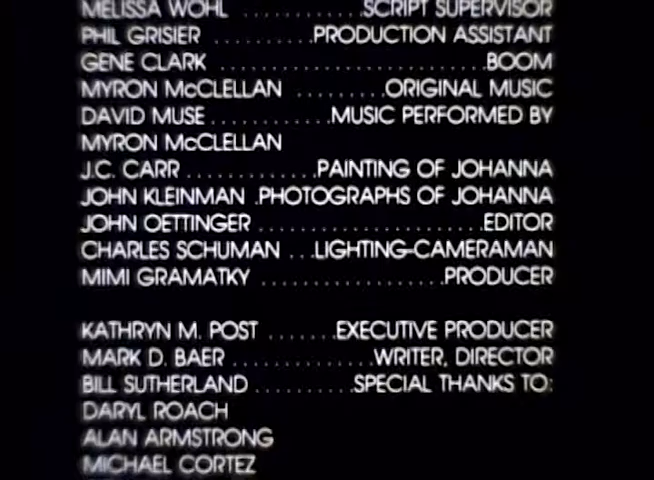 MELISSA WOHL ............SCRIPT SUPERVISOR
PHIL GRISIER ..........PRODUCTION ASSISTANT
GENE CLARK ..........................BOOM
MYRON McCLELLAN .........ORIGINAL MUSIC
DAVID MUSE............MUSIC PERFORMED BY
MYRON McCLELLAN
J.C. CARR.............PAINTING OF JOHANNA
JOHN KLEINMAN .PHOTOGRAPHS OF JOHANNA
JOHN OETTINGER ......................EDITOR
CHARLES SCHUMAN ...LIGHTING-CAMERAMAN
MIMI GRAMATKY ..................PRODUCER
KATHRYN M. POST .......EXECUTIVE PRODUCER
MARK D. BAER ..............WRITER, DIRECTOR
BILL SUTHERLAND ..........SPECIAL THANKS TO:
DARYL ROACH
ALAN ARMSTRONG
MICHAEL CORTEZ